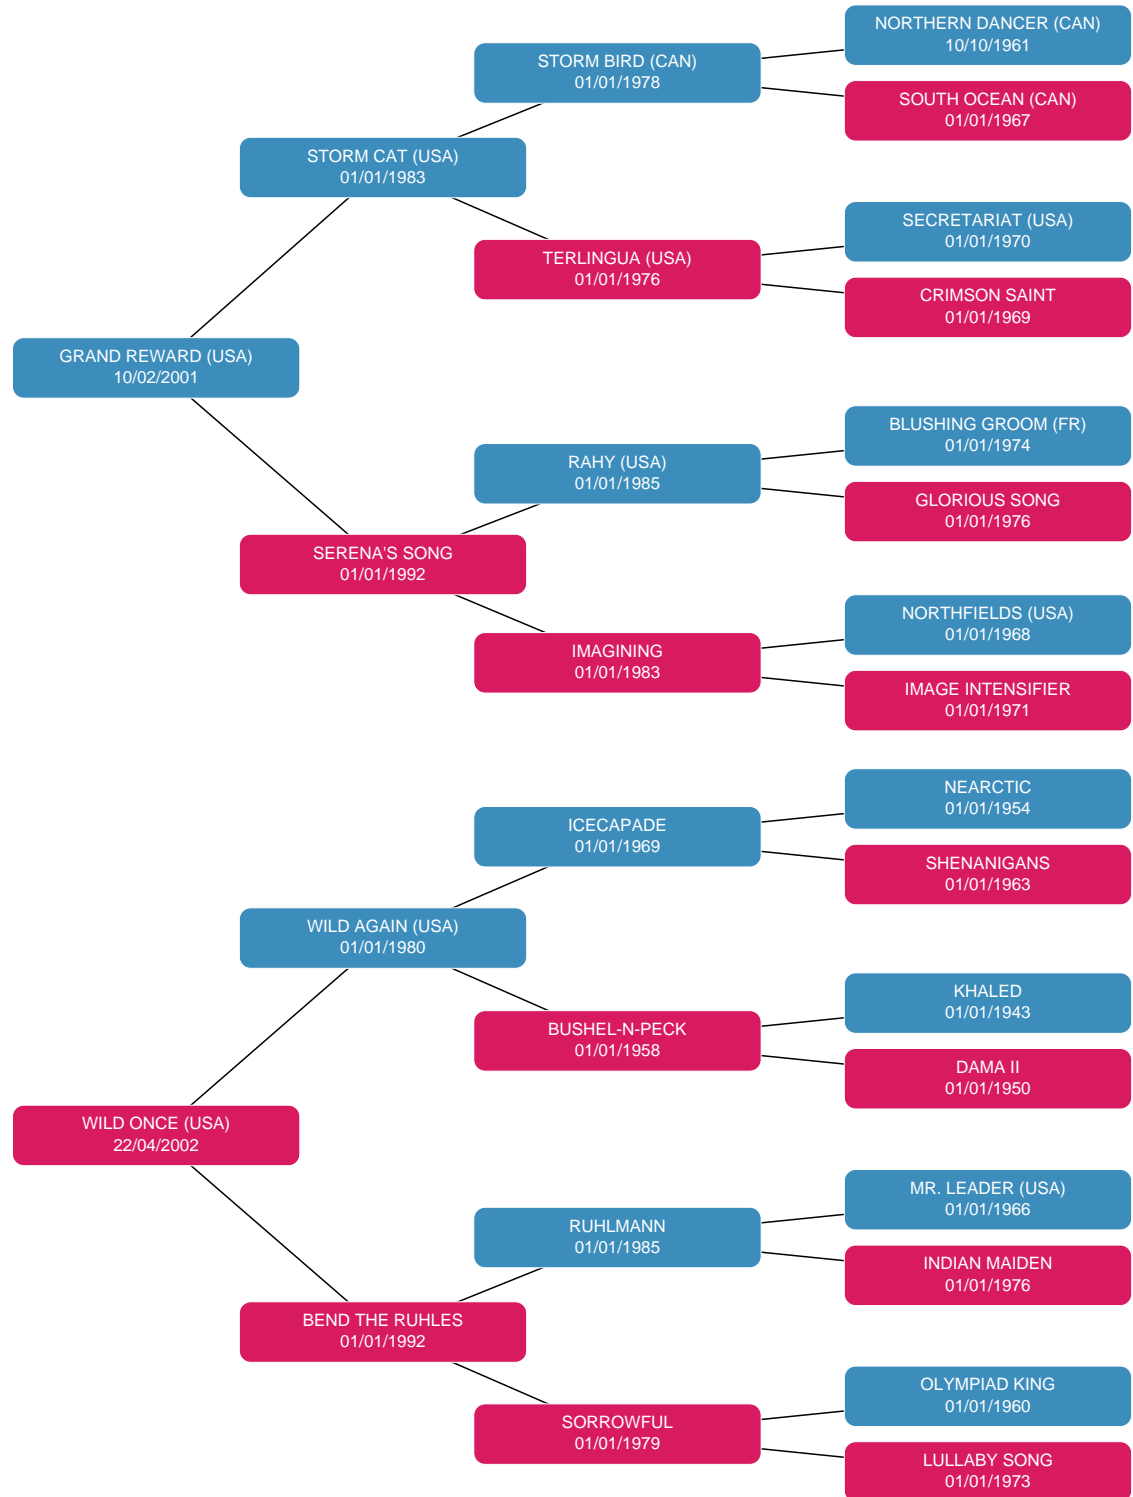 NORTHERN DANCER (CAN)
10/10/1961
STORM BIRD (CAN)
01/01/1978
SOUTH OCEAN (CAN)
01/01/1967
STORM CAT (USA)
01/01/1983
SECRETARIAT (USA)
01/01/1970
TERLINGUA (USA)
01/01/1976
CRIMSON SAINT
01/01/1969
GRAND REWARD (USA)
10/02/2001
BLUSHING GROOM (FR)
01/01/1974
RAHY (USA)
01/01/1985
GLORIOUS SONG
01/01/1976
SERENA'S SONG
01/01/1992
NORTHFIELDS (USA)
01/01/1968
IMAGINING
01/01/1983
IMAGE INTENSIFIER
01/01/1971
NEARCTIC
01/01/1954
ICECAPADE
01/01/1969
SHENANIGANS
01/01/1963
WILD AGAIN (USA)
01/01/1980
KHALED
01/01/1943
BUSHEL-N-PECK
01/01/1958
DAMA II
01/01/1950
WILD ONCE (USA)
22/04/2002
MR. LEADER (USA)
01/01/1966
RUHLMANN
01/01/1985
INDIAN MAIDEN
01/01/1976
BEND THE RUHLES
01/01/1992
OLYMPIAD KING
01/01/1960
SORROWFUL
01/01/1979
LULLABY SONG
01/01/1973